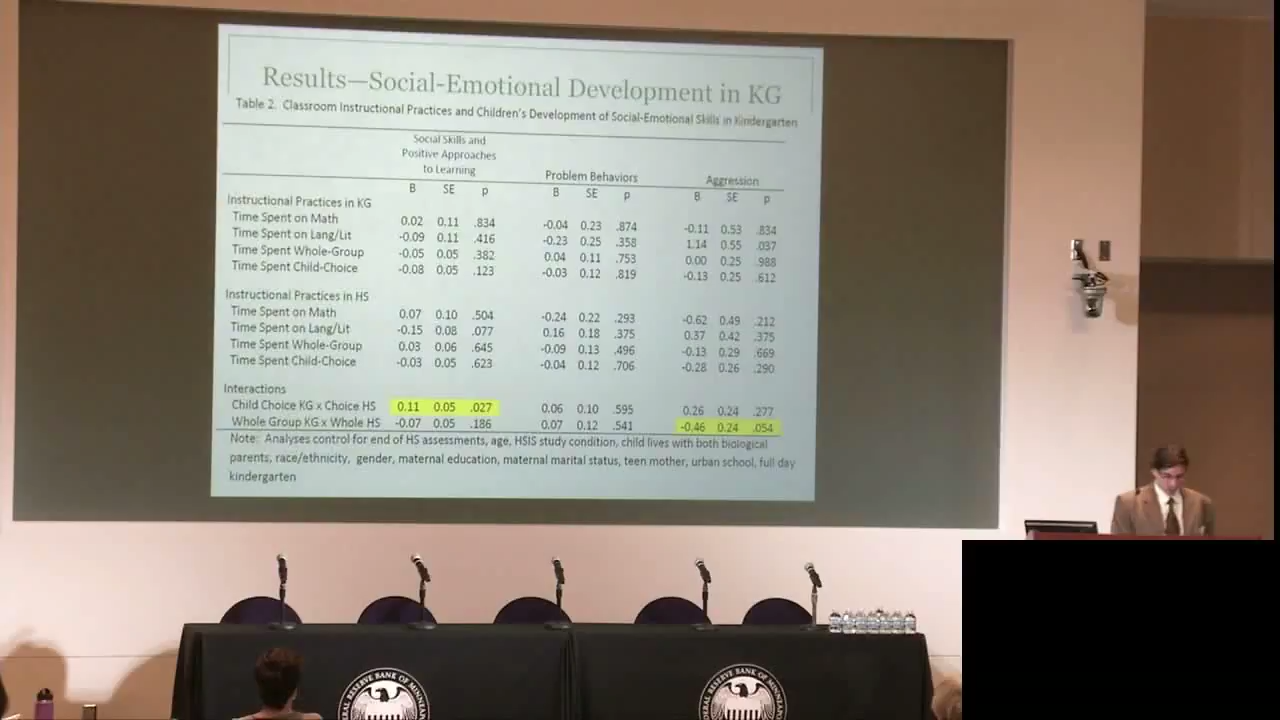 Results—Social-Emotional Development in KG
Table 2. Classroom Instructional Practices and Children's Development of Social-Emotional Skills in Kindergarten
Social Skills and
Positive Approaches
to Learning Problem Behaviors Aggression
B SE p B SE p B SE p
Instructional Practices in KG
Time Spent on Math 0.02 0.11 .834 -0.04 0.23 .874 -0.11 0.53 .834
Time Spent on Lang/Lit -0.09 0.11 .416 -0.23 0.25 .358 1.14 0.55 .037
Time Spent Whole-Group -0.05 0.05 .382 0.04 0.11 .753 0.00 0.25 .988
Time Spent Child-Choice -0.08 0.05 .123 -0.03 0.12 .819 -0.13 0.25 .612
Instructional Practices in HS
Time Spent on Math 0.07 0.10 .504 -0.24 0.22 .293 -0.62 0.49 .212
Time Spent on Lang/Lit -0.15 0.08 .077 0.16 0.18 .375 0.37 0.42 .375
Time Spent Whole-Group 0.03 0.06 .645 -0.09 0.13 .496 -0.13 0.29 .669
Time Spent Child-Choice -0.03 0.05 .623 -0.04 0.12 .706 -0.28 0.26 .290
Interactions
Child Choice KG x Choice HS 0.11 0.05 .027 0.06 0.10 .595 0.26 0.24 .277
Whole Group KG x Whole HS -0.07 0.05 .186 0.07 0.12 .541 -0.46 0.24 .054
Note: Analyses control for end of HS assessments, age, HSIS study condition, child lives with both biological
parents, race/ethnicity, gender, maternal education, maternal marital status, teen mother, urban school, full day
kindergarten
RESERVE BANK OF
RESERVE BANK OF